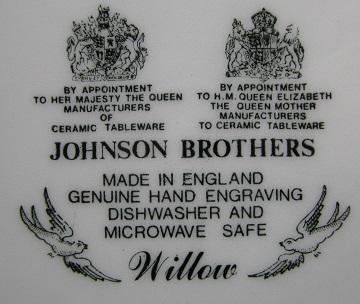 BY APPOINTMENT
TO HER MAJESTY THE QUEEN
MANUFACTURERS
OF
CERAMIC TABLEWARE
BY APPOINTMENT
TO H.M. QUEEN ELIZABETH
THE QUEEN MOTHER
MANUFACTURERS
TO CERAMIC TABLEWARE
JOHNSON BROTHERS
MADE IN ENGLAND
GENUINE HAND ENGRAVING
DISHWASHER AND
MICROWAVE SAFE
Willow